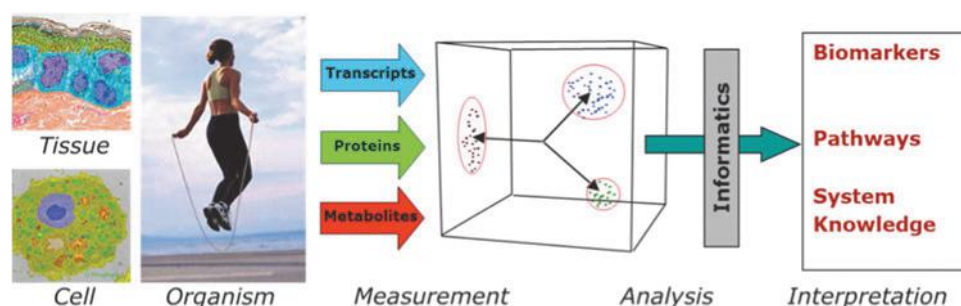 Tissue
Cell
Organism
Transcripts
Proteins
Metabolites
Measurement
Informatics
Analysis
Biomarkers
Pathways
System
Knowledge
Interpretation